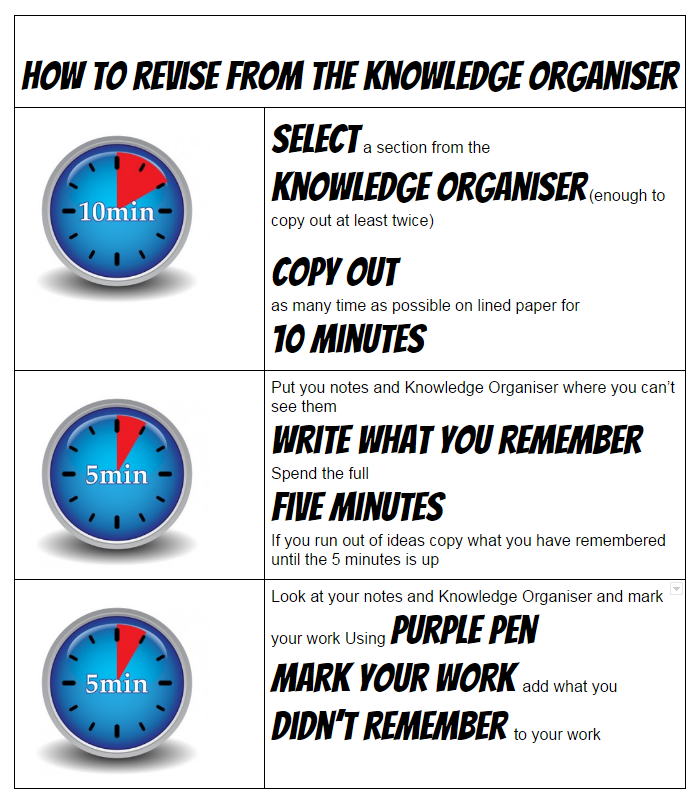 HOW TO REVISE FROM THE KNOWLEDGE ORGANISER
10min
SELECT a section from the
KNOWLEDGE ORGANISER (enough to
copy out at least twice)
COPY OUT
as many time as possible on lined paper for
10 MINUTES
5min
Put you notes and Knowledge Organiser where you can't
see them
WRITE WHAT YOU REMEMBER
Spend the full
FIVE MINUTES
If you run out of ideas copy what you have remembered
until the 5 minutes is up
5min
Look at your notes and Knowledge Organiser and mark
your work Using PURPLE PEN
MARK YOUR WORK add what you
DIDN'T REMEMBER to your work